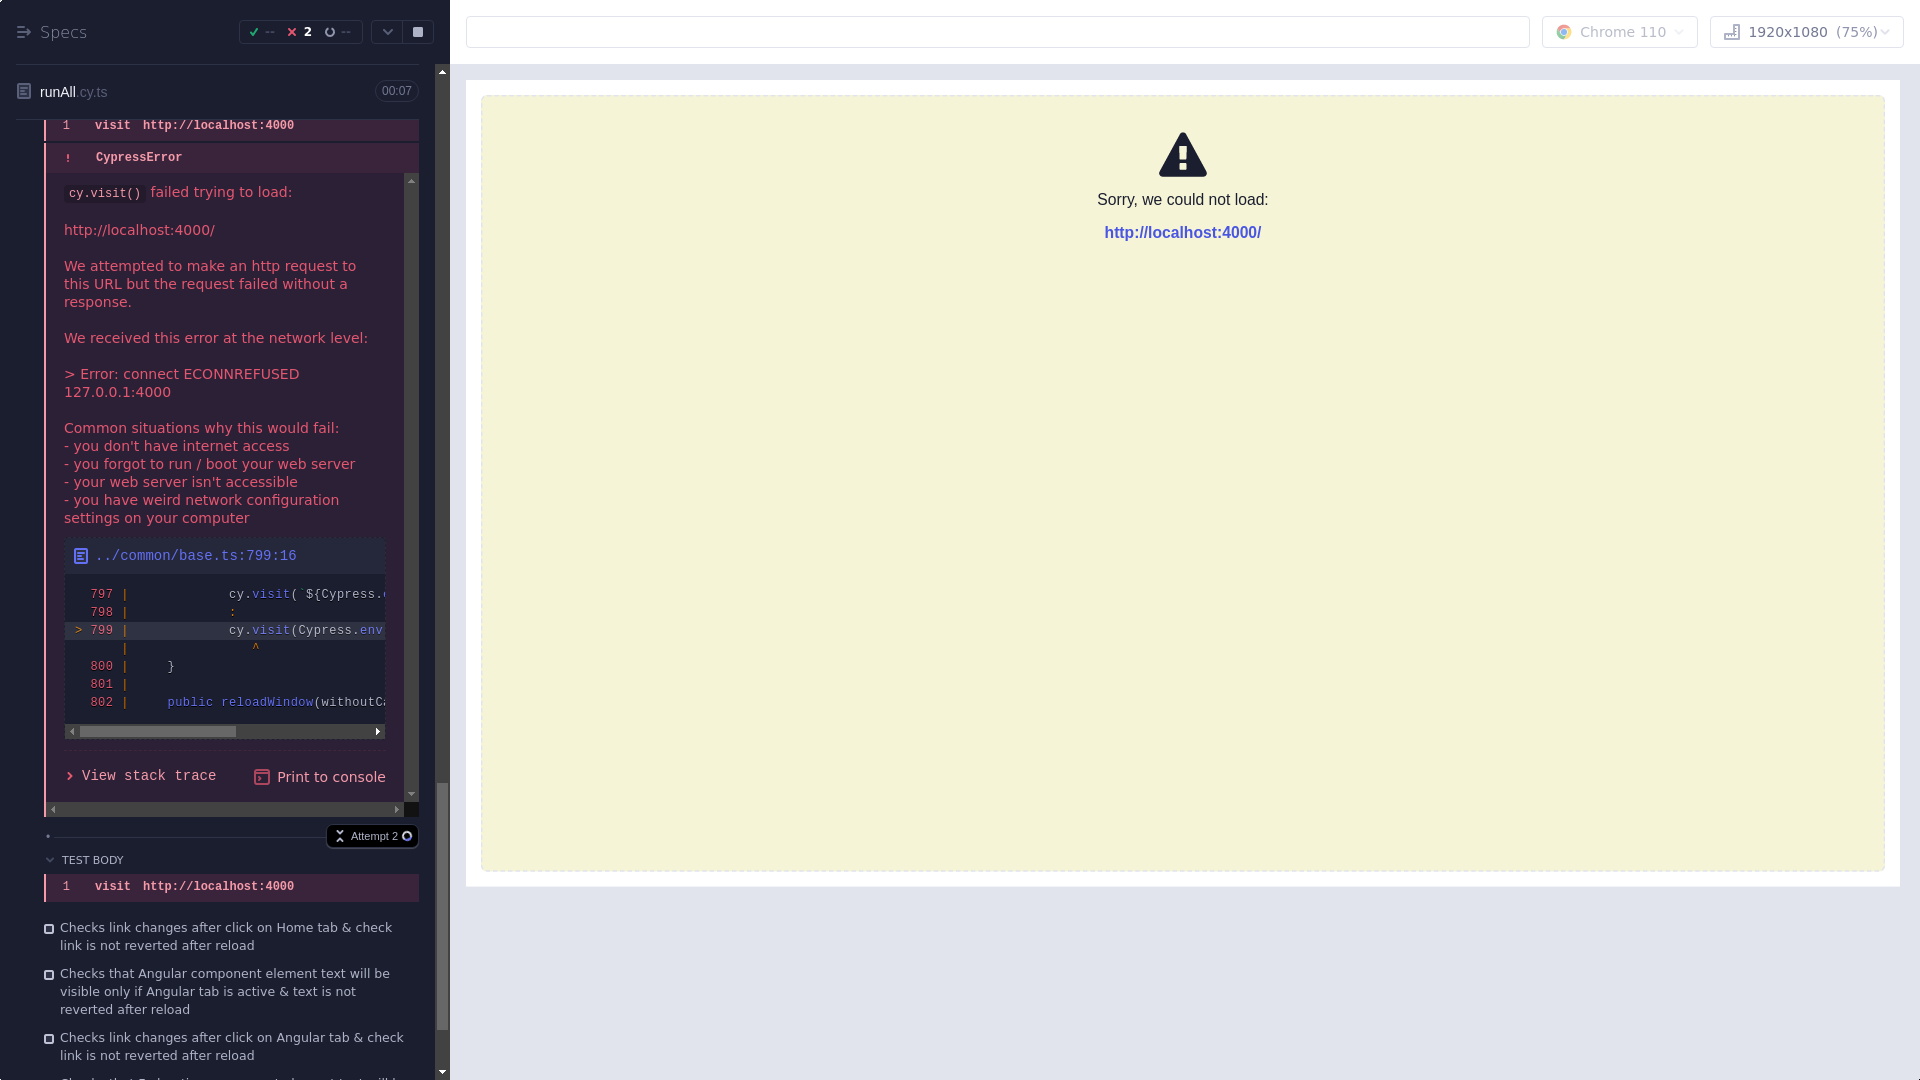 Specs
--
2
--
Chrome 110
1920x1080 (75%)
runAll.cy.ts
00:07
1 visit http://localhost:4000
! CypressError
cy.visit() failed trying to load:
http://localhost:4000/
We attempted to make an http request to
this URL but the request failed without a
response.
We received this error at the network level:
> Error: connect ECONNREFUSED
127.0.0.1:4000
Common situations why this would fail:
- you don't have internet access
- you forgot to run / boot your web server
- your web server isn't accessible
- you have weird network configuration
settings on your computer
../common/base.ts:799:16
797 | cy.visit(`${Cypress.
798 | :
> 799 | cy.visit(Cypress.env
| ^
800 | }
801 |
802 | public reloadWindow(withoutCa
View stack trace
Print to console
Attempt 2
TEST BODY
1 visit http://localhost:4000
Checks link changes after click on Home tab & check
link is not reverted after reload
Checks that Angular component element text will be
visible only if Angular tab is active & text is not
reverted after reload
Checks link changes after click on Angular tab & check
link is not reverted after reload
Sorry, we could not load:
http://localhost:4000/